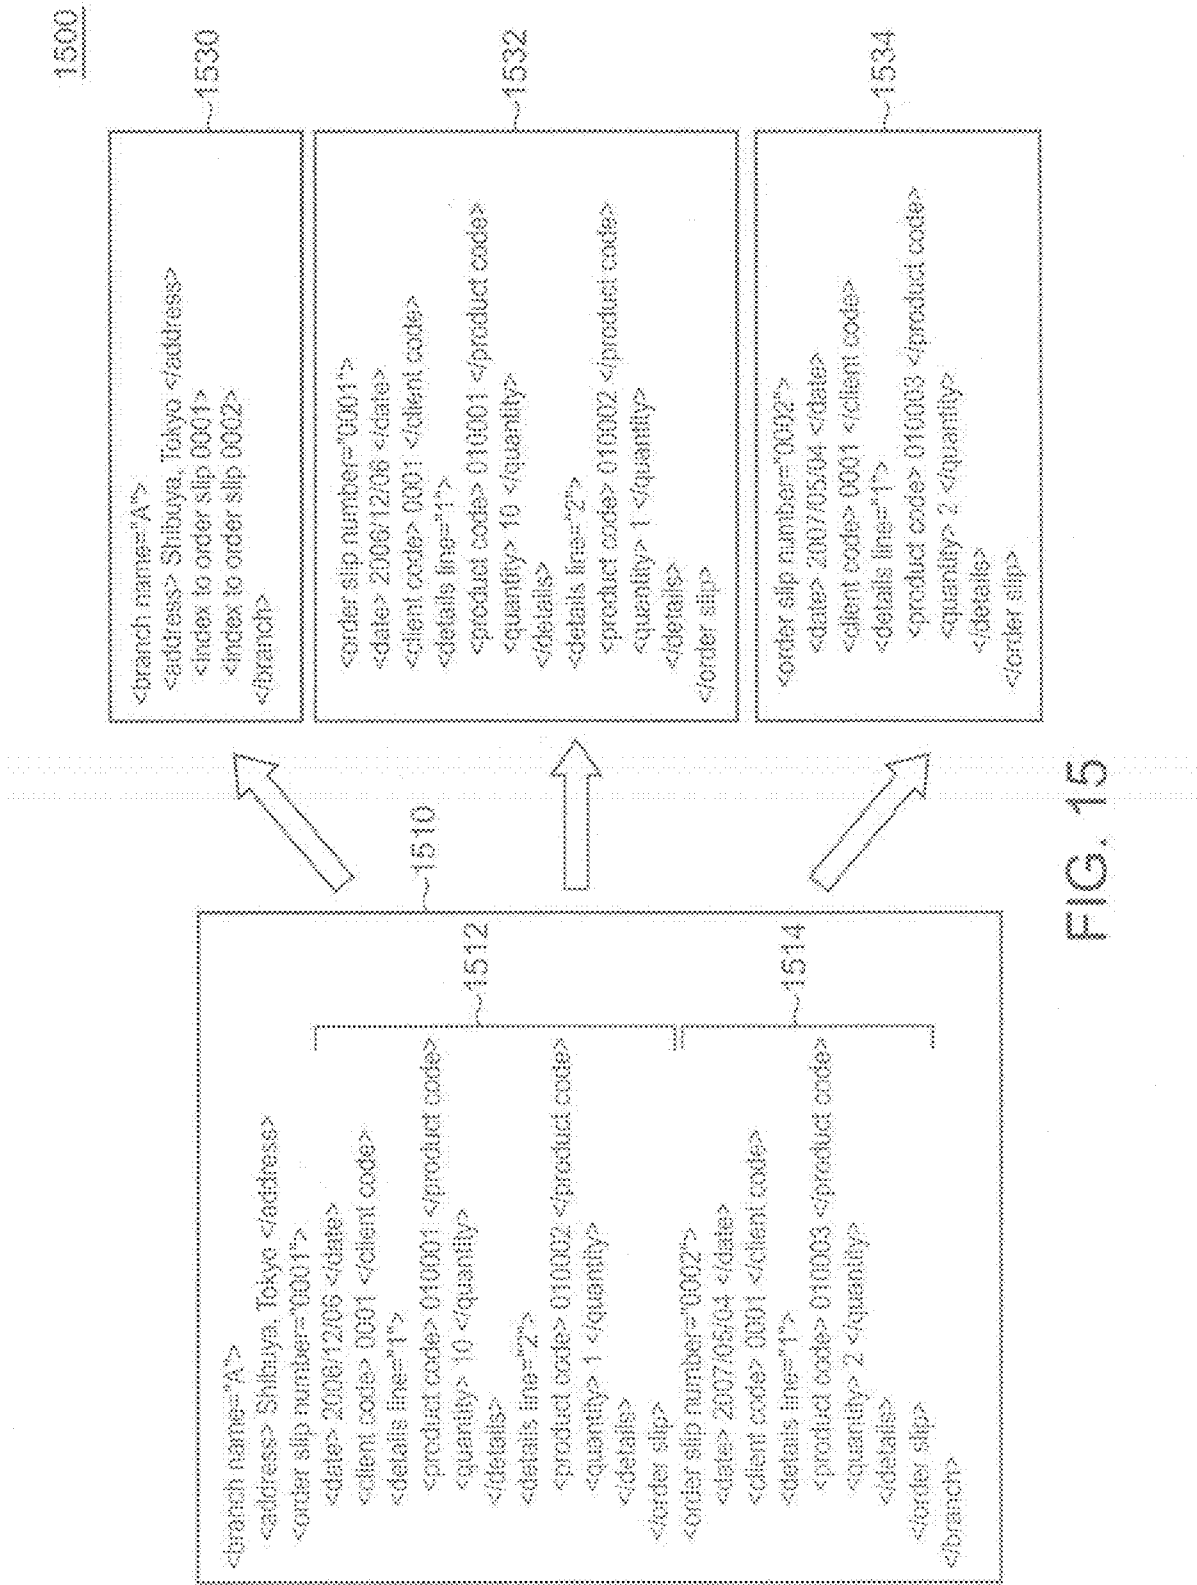 1500
<branch name="A">
<address> Shibuya, Tokyo </address>
<order slip number="0001">
<date> 2006/12/06 </date>
<client code> 0001 </client code>
<details line="1">
<product code> 010001 </product code>
<quantity> 10 </quantity>
</details>
<details line="2">
<product code> 010002 </product code>
<quantity> 1 </quantity>
</details>
</order slip>
<order slip number="0002">
<date> 2007/05/04 </date>
<client code> 0001 </client code>
<details line="1">
<product code> 010003 </product code>
<quantity> 2 </quantity>
</details>
</order slip>
</branch>
1512
1514
1510
<branch name="A">
<address> Shibuya, Tokyo </address>
<index to order slip 0001>
<index to order slip 0002>
</branch>
1530
<order slip number="0001">
<date> 2006/12/06 </date>
<client code> 0001 </client code>
<details line="1">
<product code> 010001 </product code>
<quantity> 10 </quantity>
</details>
<details line="2">
<product code> 010002 </product code>
<quantity> 1 </quantity>
</details>
</order slip>
1532
<order slip number="0002">
<date> 2007/05/04 </date>
<client code> 0001 </client code>
<details line="1">
<product code> 010003 </product code>
<quantity> 2 </quantity>
</details>
</order slip>
1534
FIG. 15